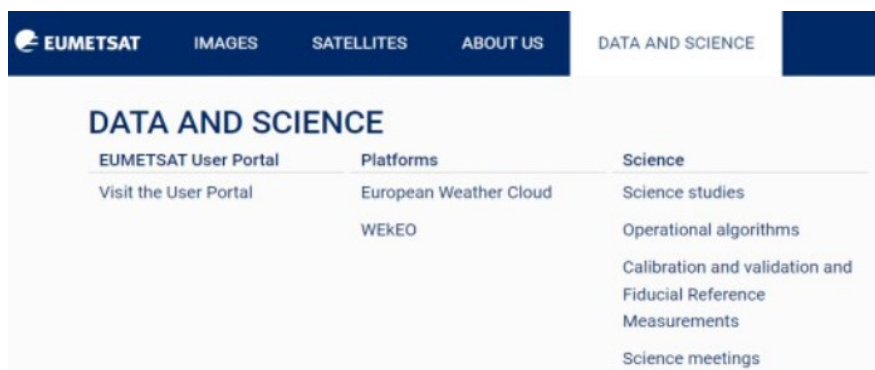 EUMETSAT IMAGES SATELLITES ABOUT US DATA AND SCIENCE
DATA AND SCIENCE
EUMETSAT User Portal
Visit the User Portal
Platforms
European Weather Cloud
WEkEO
Science
Science studies
Operational algorithms
Calibration and validation and
Fiducial Reference
Measurements
Science meetings